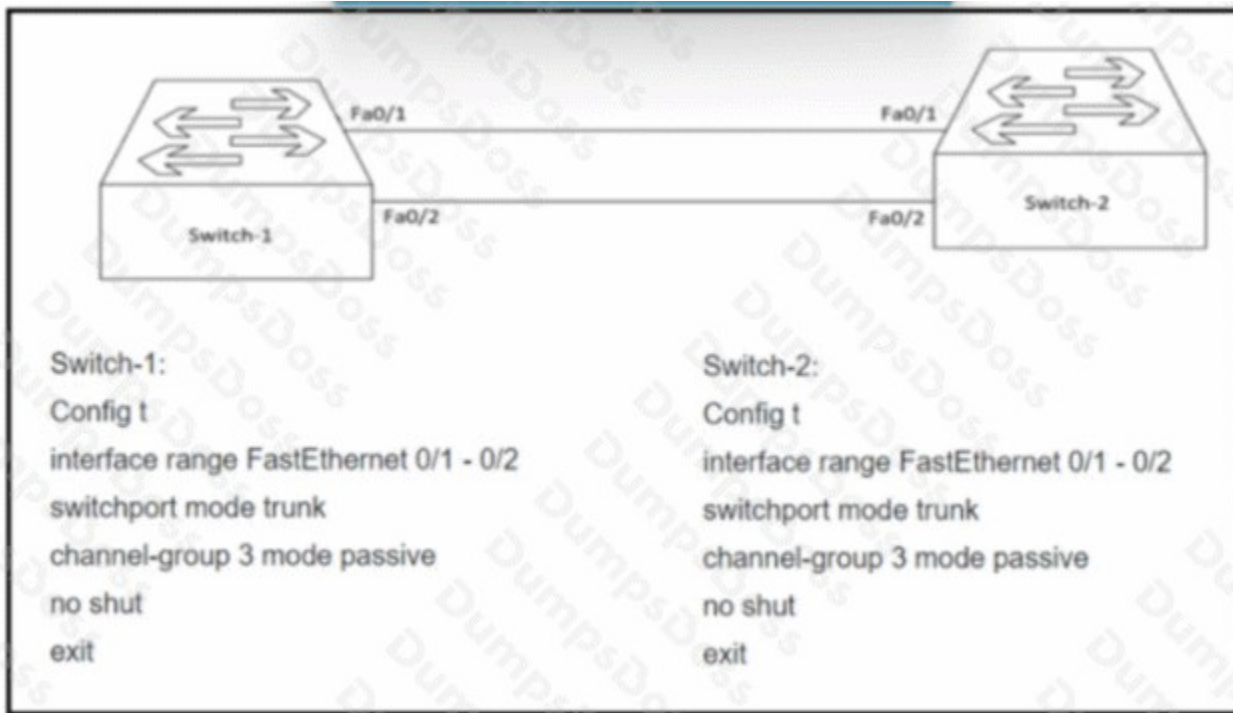 Fa0/1
Fa0/1
Fa0/2
Fa0/2
Switch-1
Switch-2
Switch-1:
Config t
interface range FastEthernet 0/1 - 0/2
switchport mode trunk
channel-group 3 mode passive
no shut
exit
Switch-2:
Config t
interface range FastEthernet 0/1 - 0/2
switchport mode trunk
channel-group 3 mode passive
no shut
exit
DumpsDoss